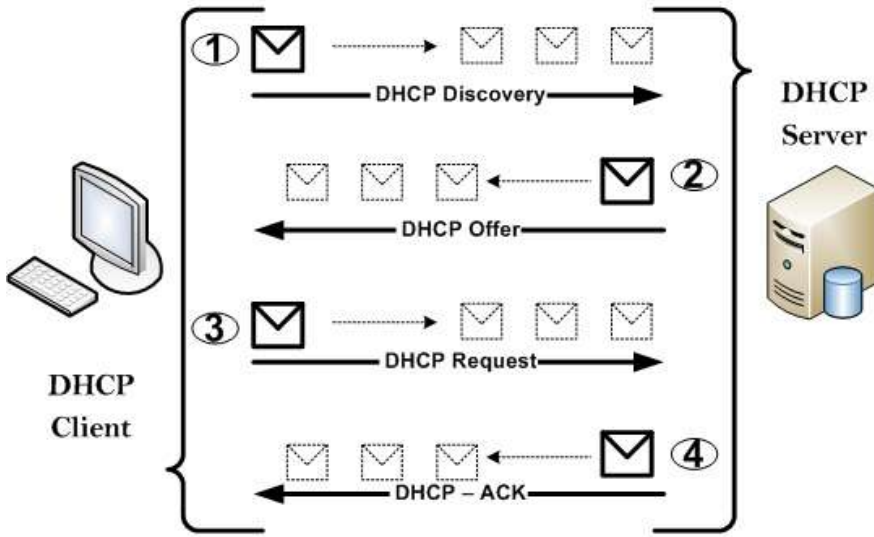 1
DHCP Discovery
DHCP
Server
2
DHCP Offer
3
DHCP Request
DHCP
Client
4
DHCP – ACK